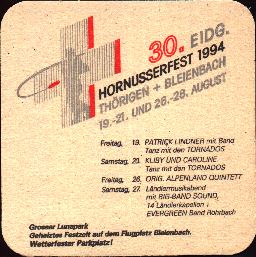 30. EIDG.
HORNUSSERFEST 1994
THÖRIGEN + BLEIENBACH
19.-21. UND 26.-28. AUGUST
Freitag, 19. PATRICK LINDNER mit Band
Tanz mit den TORNADOS
Samstag, 20. KLIBY UND CAROLINE
Tanz mit den TORNADOS
Freitag, 26. ORIG. ALPENLAND QUINTETT
Samstag, 27. Ländermusikabend
mit BIG-BAND SOUND,
14 Länderkapellen +
EVERGREEN Band Rohrbach
Grosser Lunapark
Geheiztes Festzelt auf dem Flugplatz Bleienbach.
Wetterfester Parkplatz!